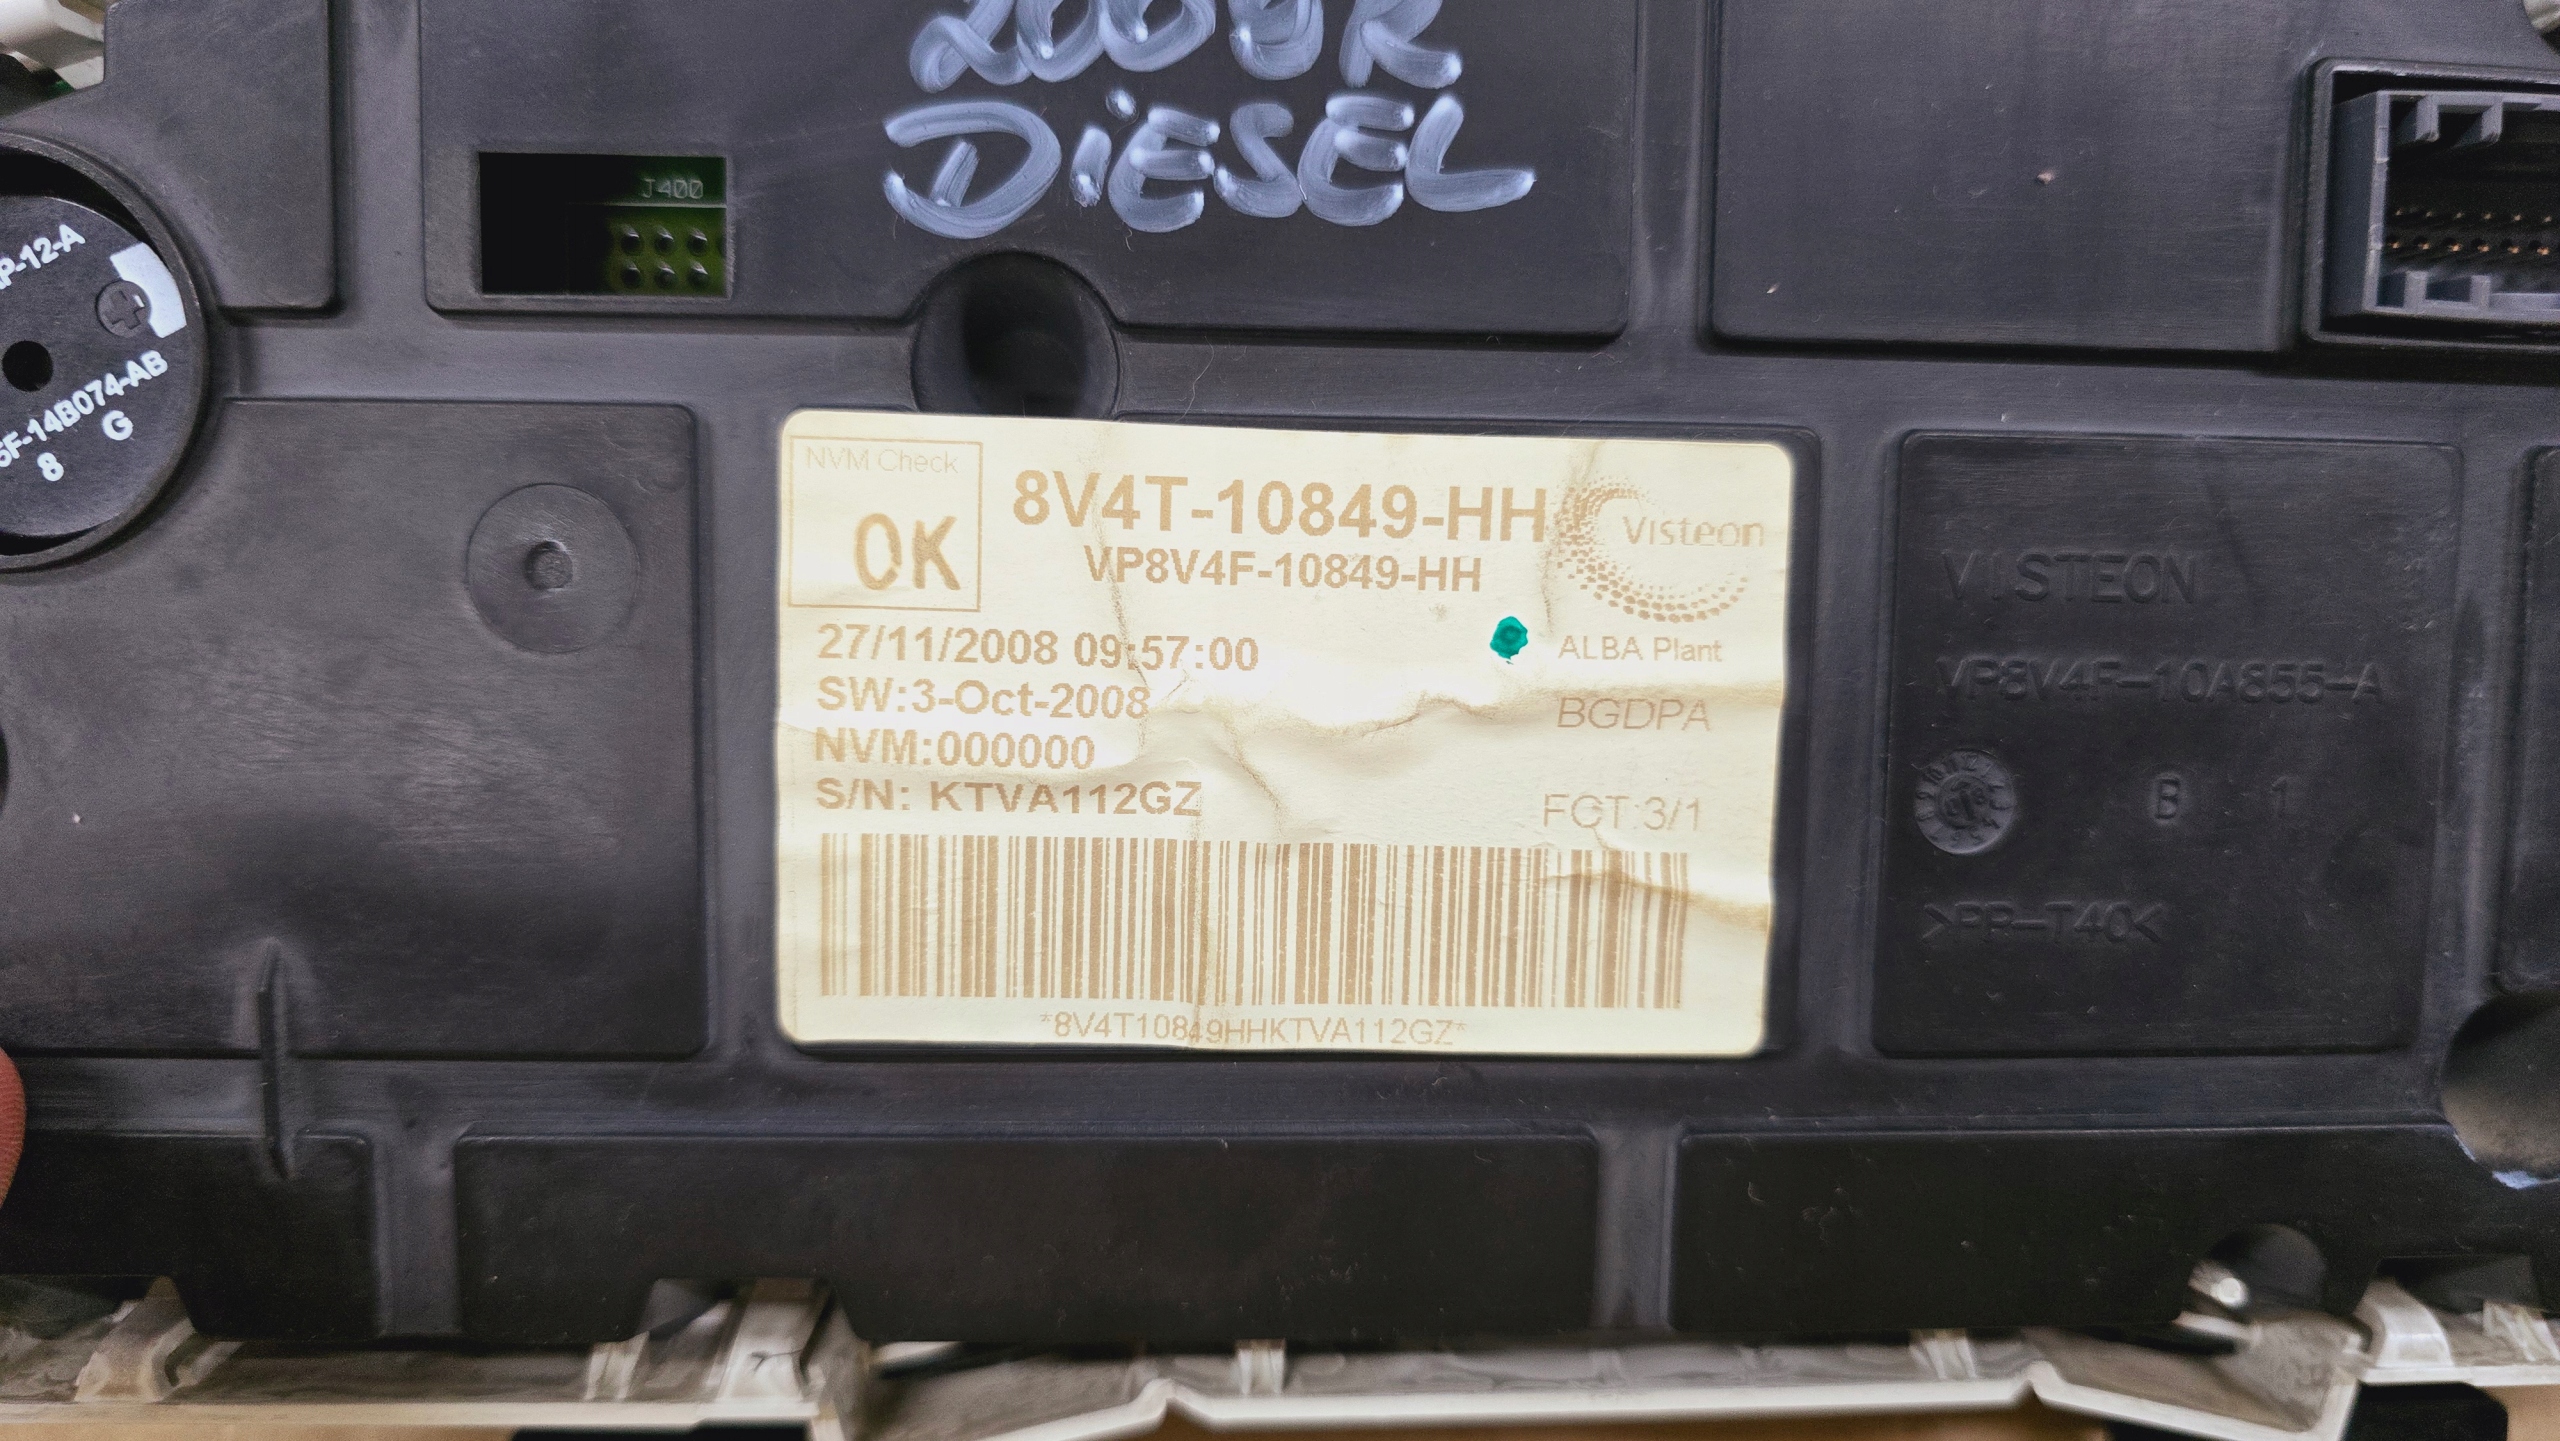 DiESEL
J400
P-12-A
5F-14B074-AB
G
8
NVM Check
OK
8V4T-10849-HH
VP8V4F-10849-HH
Visteon
27/11/2008 09:57:00
ALBA Plant
SW:3-Oct-2008
BGDPA
NVM:000000
S/N: KTVA112GZ
FCT:3/1
*8V4T10849HHKTVA112GZ*
VISTEON
VP8V4F-10A855-A
B 1
>PP-T40<